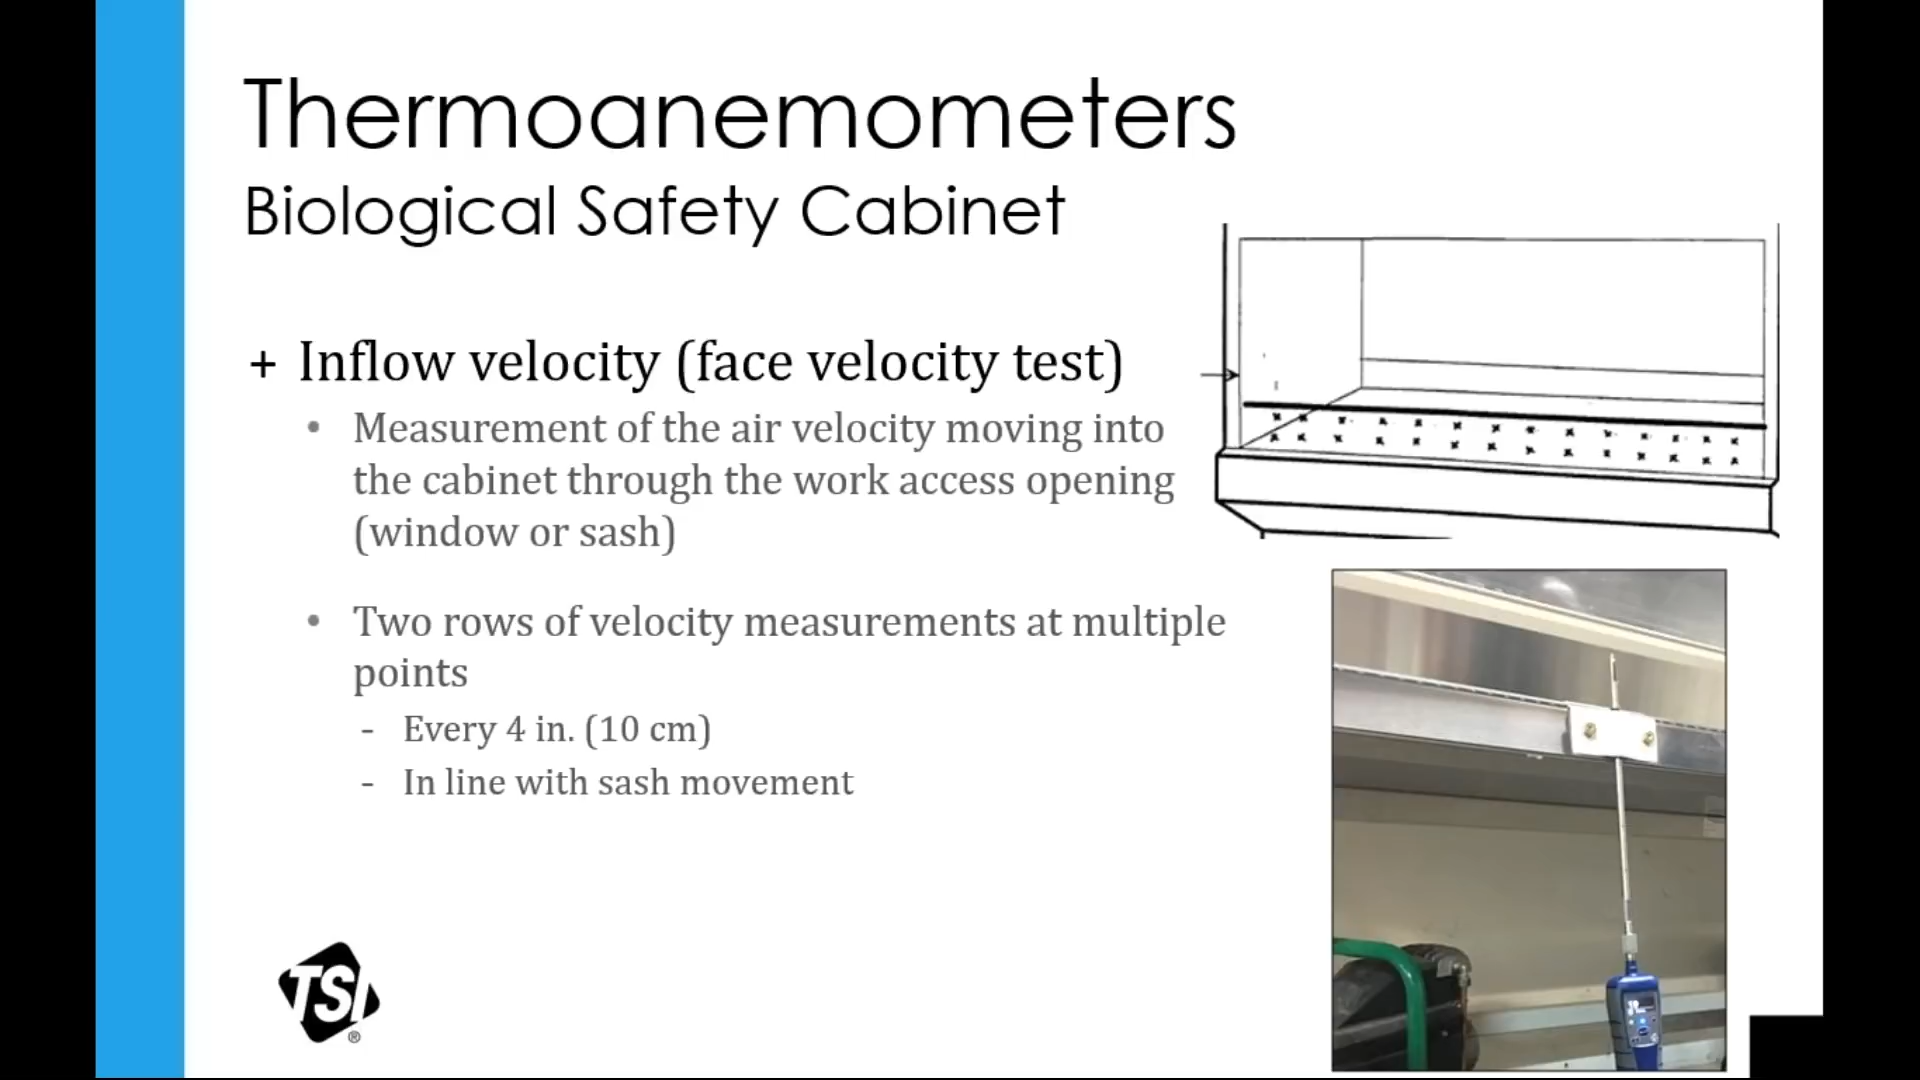 Thermoanemometers
Biological Safety Cabinet
+ Inflow velocity (face velocity test)
• Measurement of the air velocity moving into
the cabinet through the work access opening
(window or sash)
• Two rows of velocity measurements at multiple
points
- Every 4 in. (10 cm)
- In line with sash movement
TSI
®